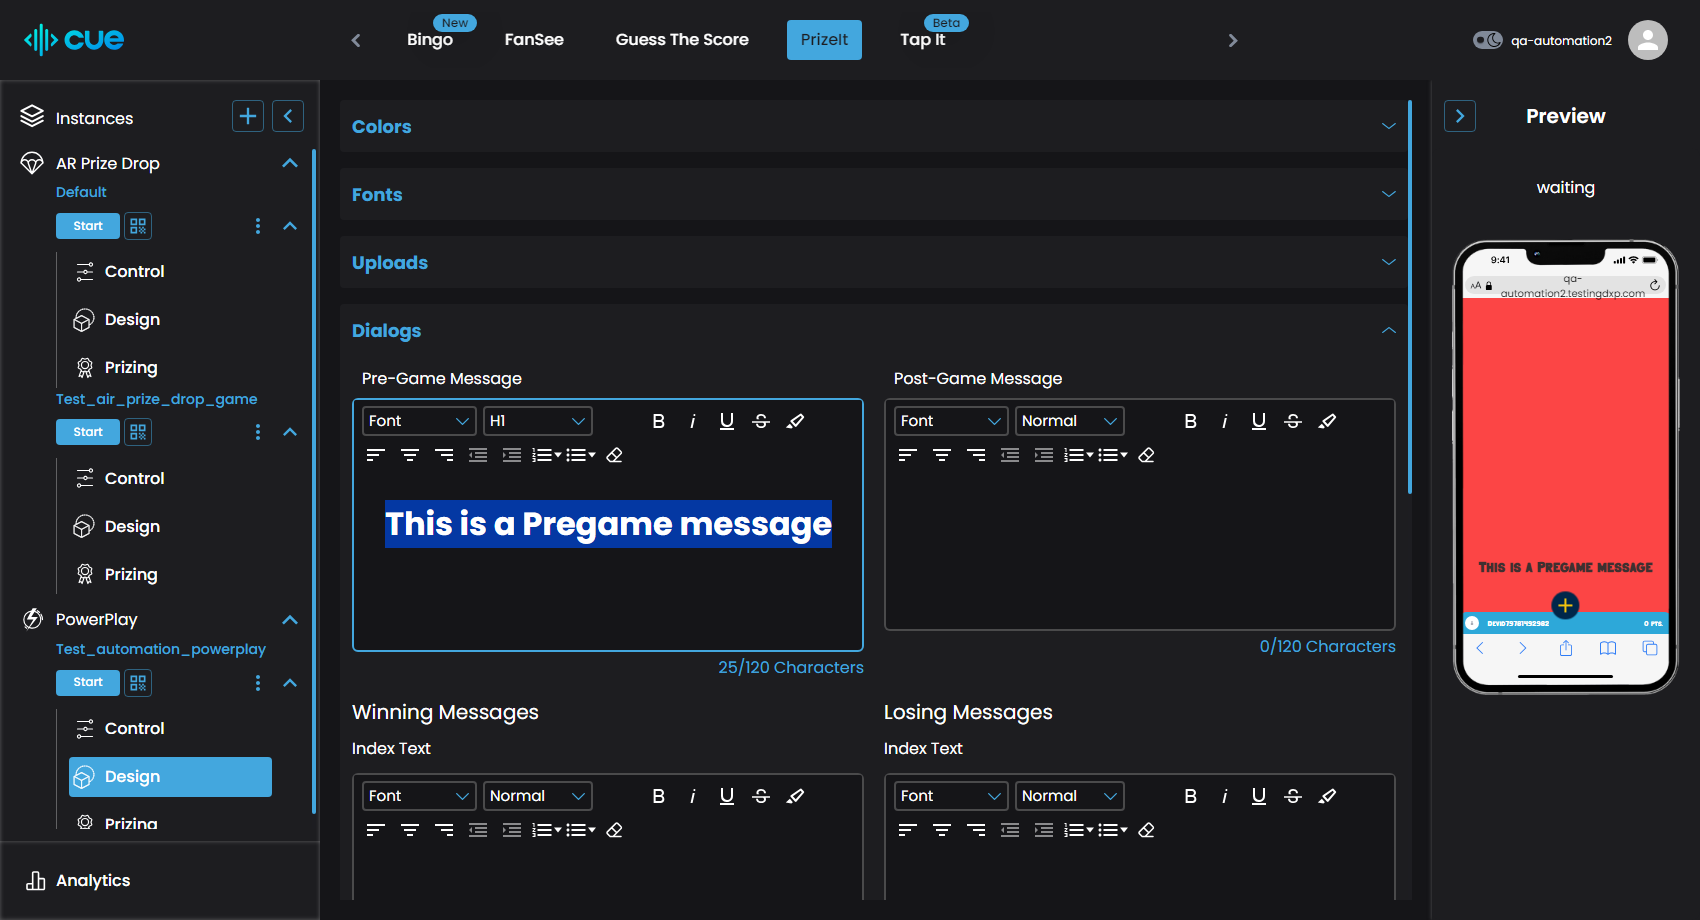 cue
New
Bingo
FanSee
Guess The Score
PrizeIt
Beta
Tap It
qa-automation2
Instances
AR Prize Drop
Default
Start
Control
Design
Prizing
Test_air_prize_drop_game
Start
Control
Design
Prizing
PowerPlay
Test_automation_powerplay
Start
Control
Design
Prizing
Analytics
Colors
Fonts
Uploads
Dialogs
Pre-Game Message
Font
H1
B i U S
This is a Pregame message
25/120 Characters
Post-Game Message
Font
Normal
B i U S
0/120 Characters
Winning Messages
Index Text
Font
Normal
B i U S
Losing Messages
Index Text
Font
Normal
B i U S
Preview
waiting
9:41
AA
qa-
automation2.testingdxp.com
This is a Pregame message
0 PTS.